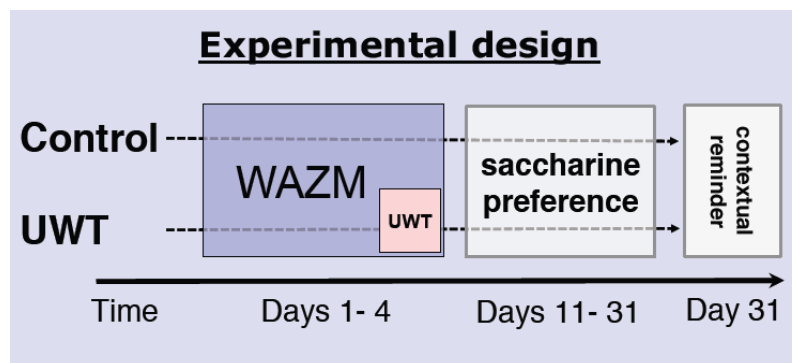 Experimental design
Control
UWT
WAZM
UWT
saccharine
preference
contextual
reminder
Time
Days 1- 4
Days 11- 31
Day 31